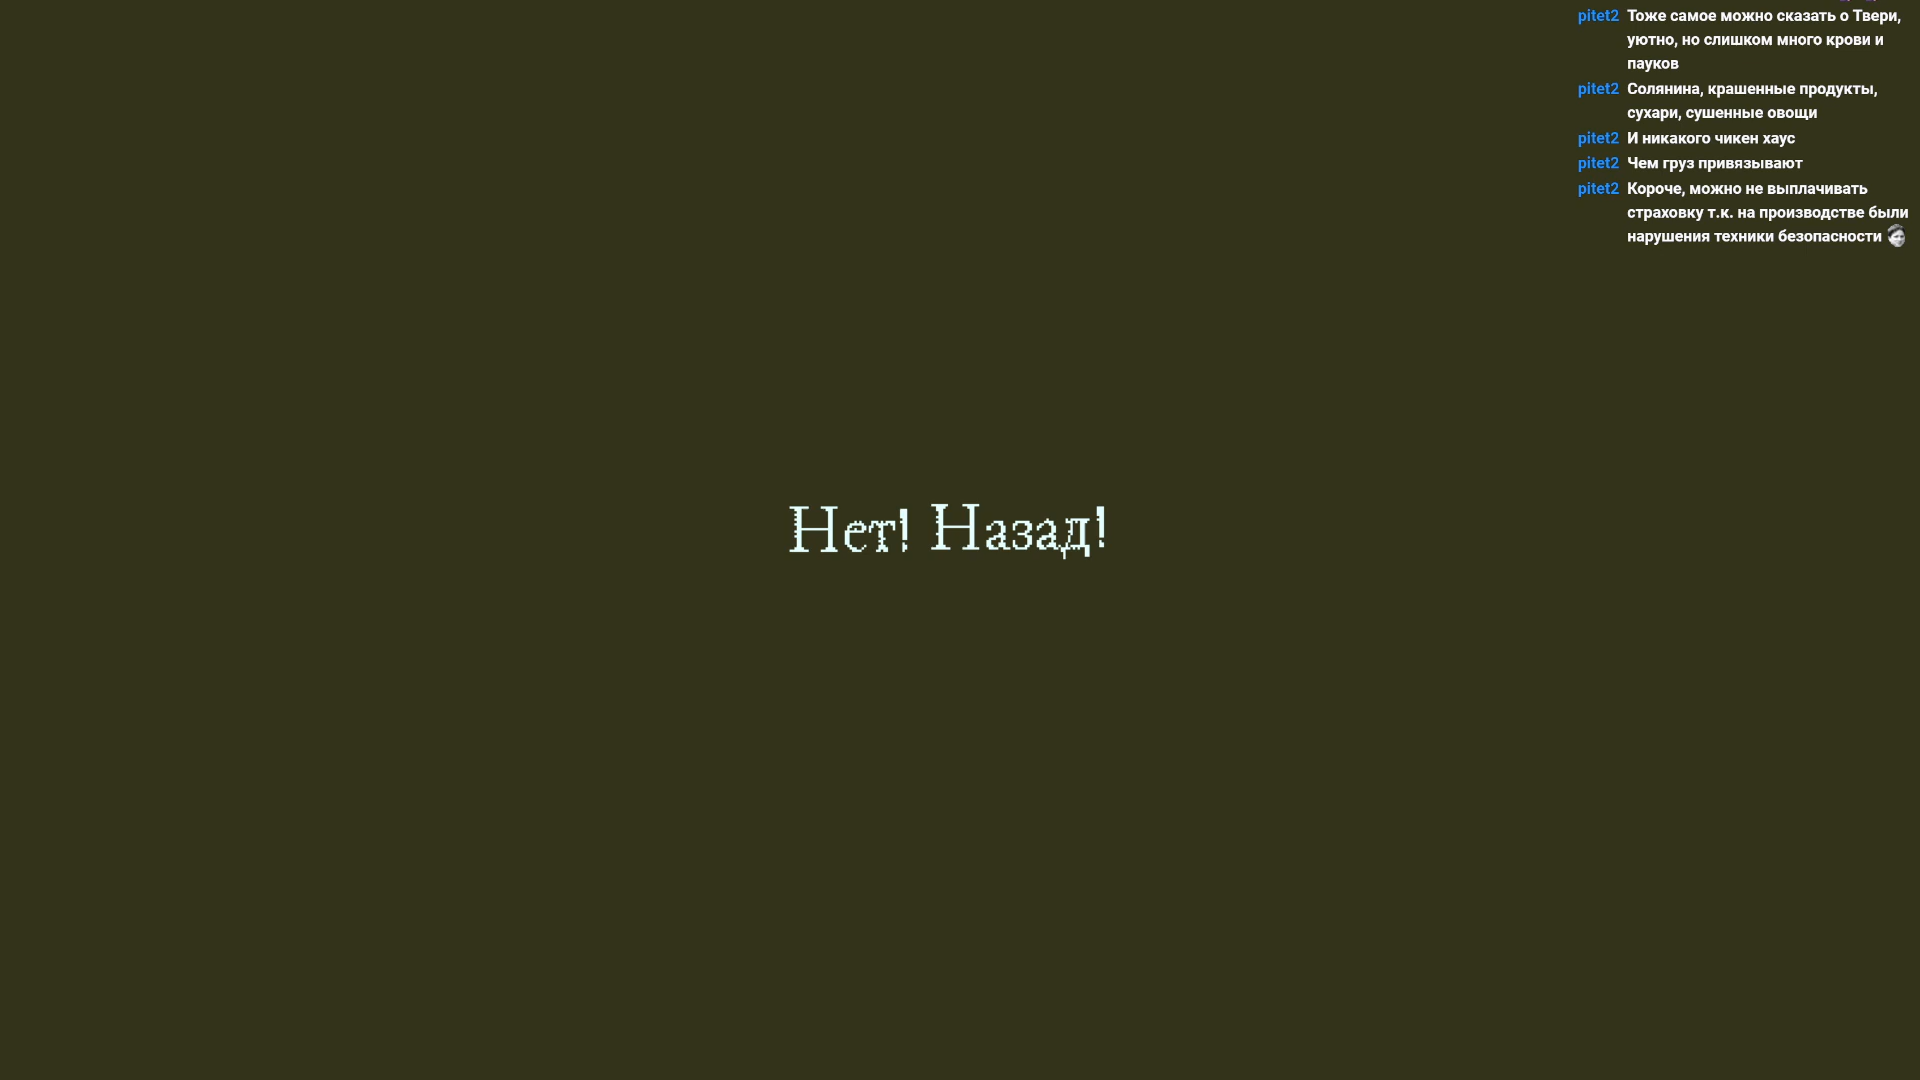 pitet2 Тоже самое можно сказать о Твери,
уютно, но слишком много крови и
пауков
pitet2 Солянина, крашенные продукты,
сухари, сушенные овощи
pitet2 И никакого чикен хаус
pitet2 Чем груз привязывают
pitet2 Короче, можно не выплачивать
страховку т.к. на производстве были
нарушения техники безопасности
Нет! Назад!